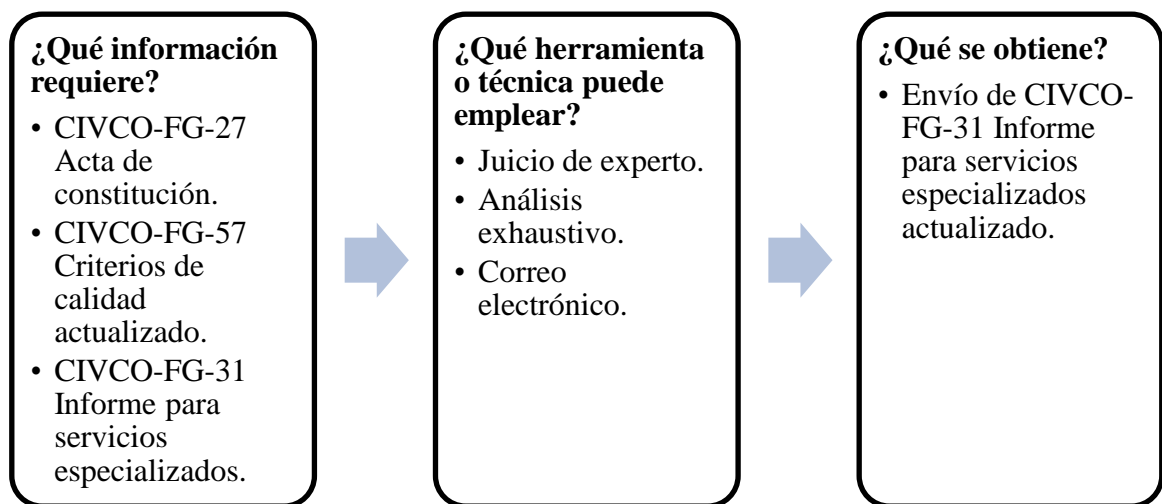 ¿Qué información
requiere?
• CIVCO-FG-27
Acta de
constitución.
• CIVCO-FG-57
Criterios de
calidad
actualizado.
• CIVCO-FG-31
Informe para
servicios
especializados.
¿Qué herramienta
o técnica puede
emplear?
• Juicio de experto.
• Análisis
exhaustivo.
• Correo
electrónico.
¿Qué se obtiene?
• Envío de CIVCO-
FG-31 Informe
para servicios
especializados
actualizado.